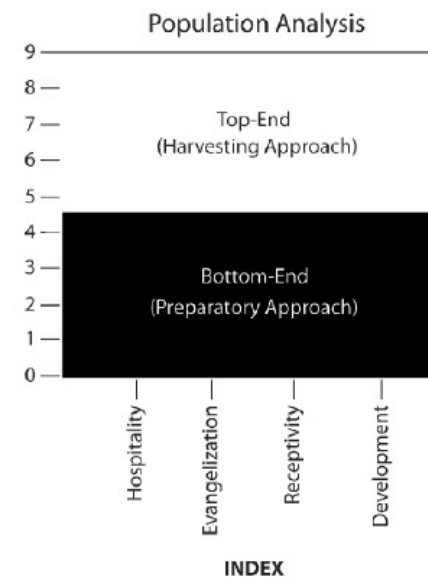 Population Analysis
9
8
7
Top-End
(Harvesting Approach)
6
5
4
3
Bottom-End
(Preparatory Approach)
2
1
0
Hospitality
Evangelization
Receptivity
Development
INDEX